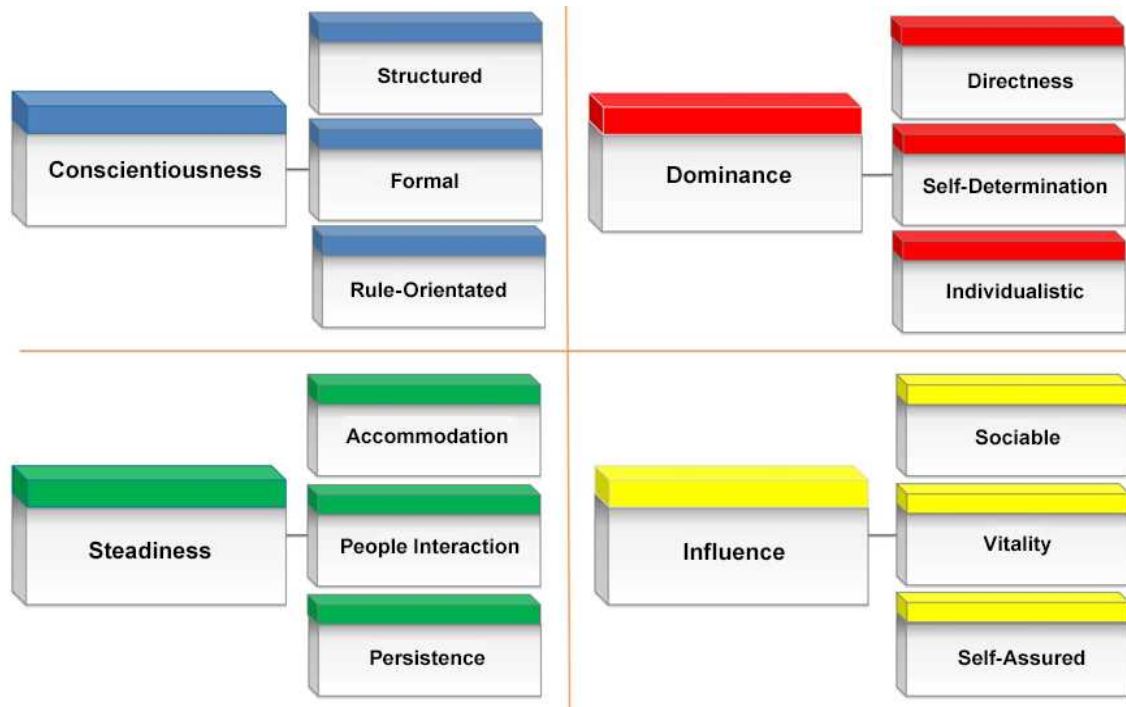 Conscientiousness
Structured
Formal
Rule-Orientated
Dominance
Directness
Self-Determination
Individualistic
Steadiness
Accommodation
People Interaction
Persistence
Influence
Sociable
Vitality
Self-Assured